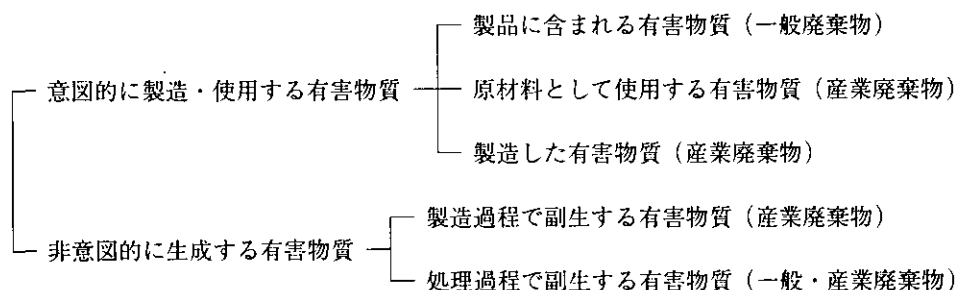 製品に含まれる有害物質（一般廃棄物）
意図的に製造・使用する有害物質
原材料として使用する有害物質（産業廃棄物）
製造した有害物質（産業廃棄物）
製造過程で副生する有害物質（産業廃棄物）
非意図的に生成する有害物質
処理過程で副生する有害物質（一般・産業廃棄物）